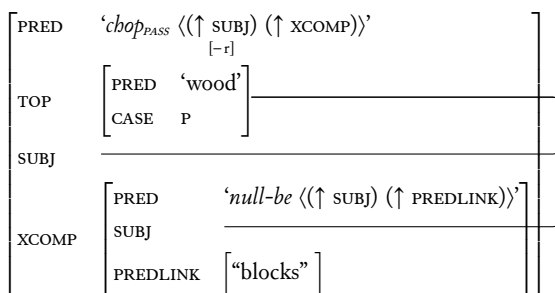 PRED ‘chopPASS ⟨(↑ SUBJ) (↑ XCOMP)⟩’
[−r]
TOP
PRED ‘wood’
CASE P
SUBJ
XCOMP
PRED ‘null-be ⟨(↑ SUBJ) (↑ PREDLINK)⟩’
SUBJ
PREDLINK “blocks”